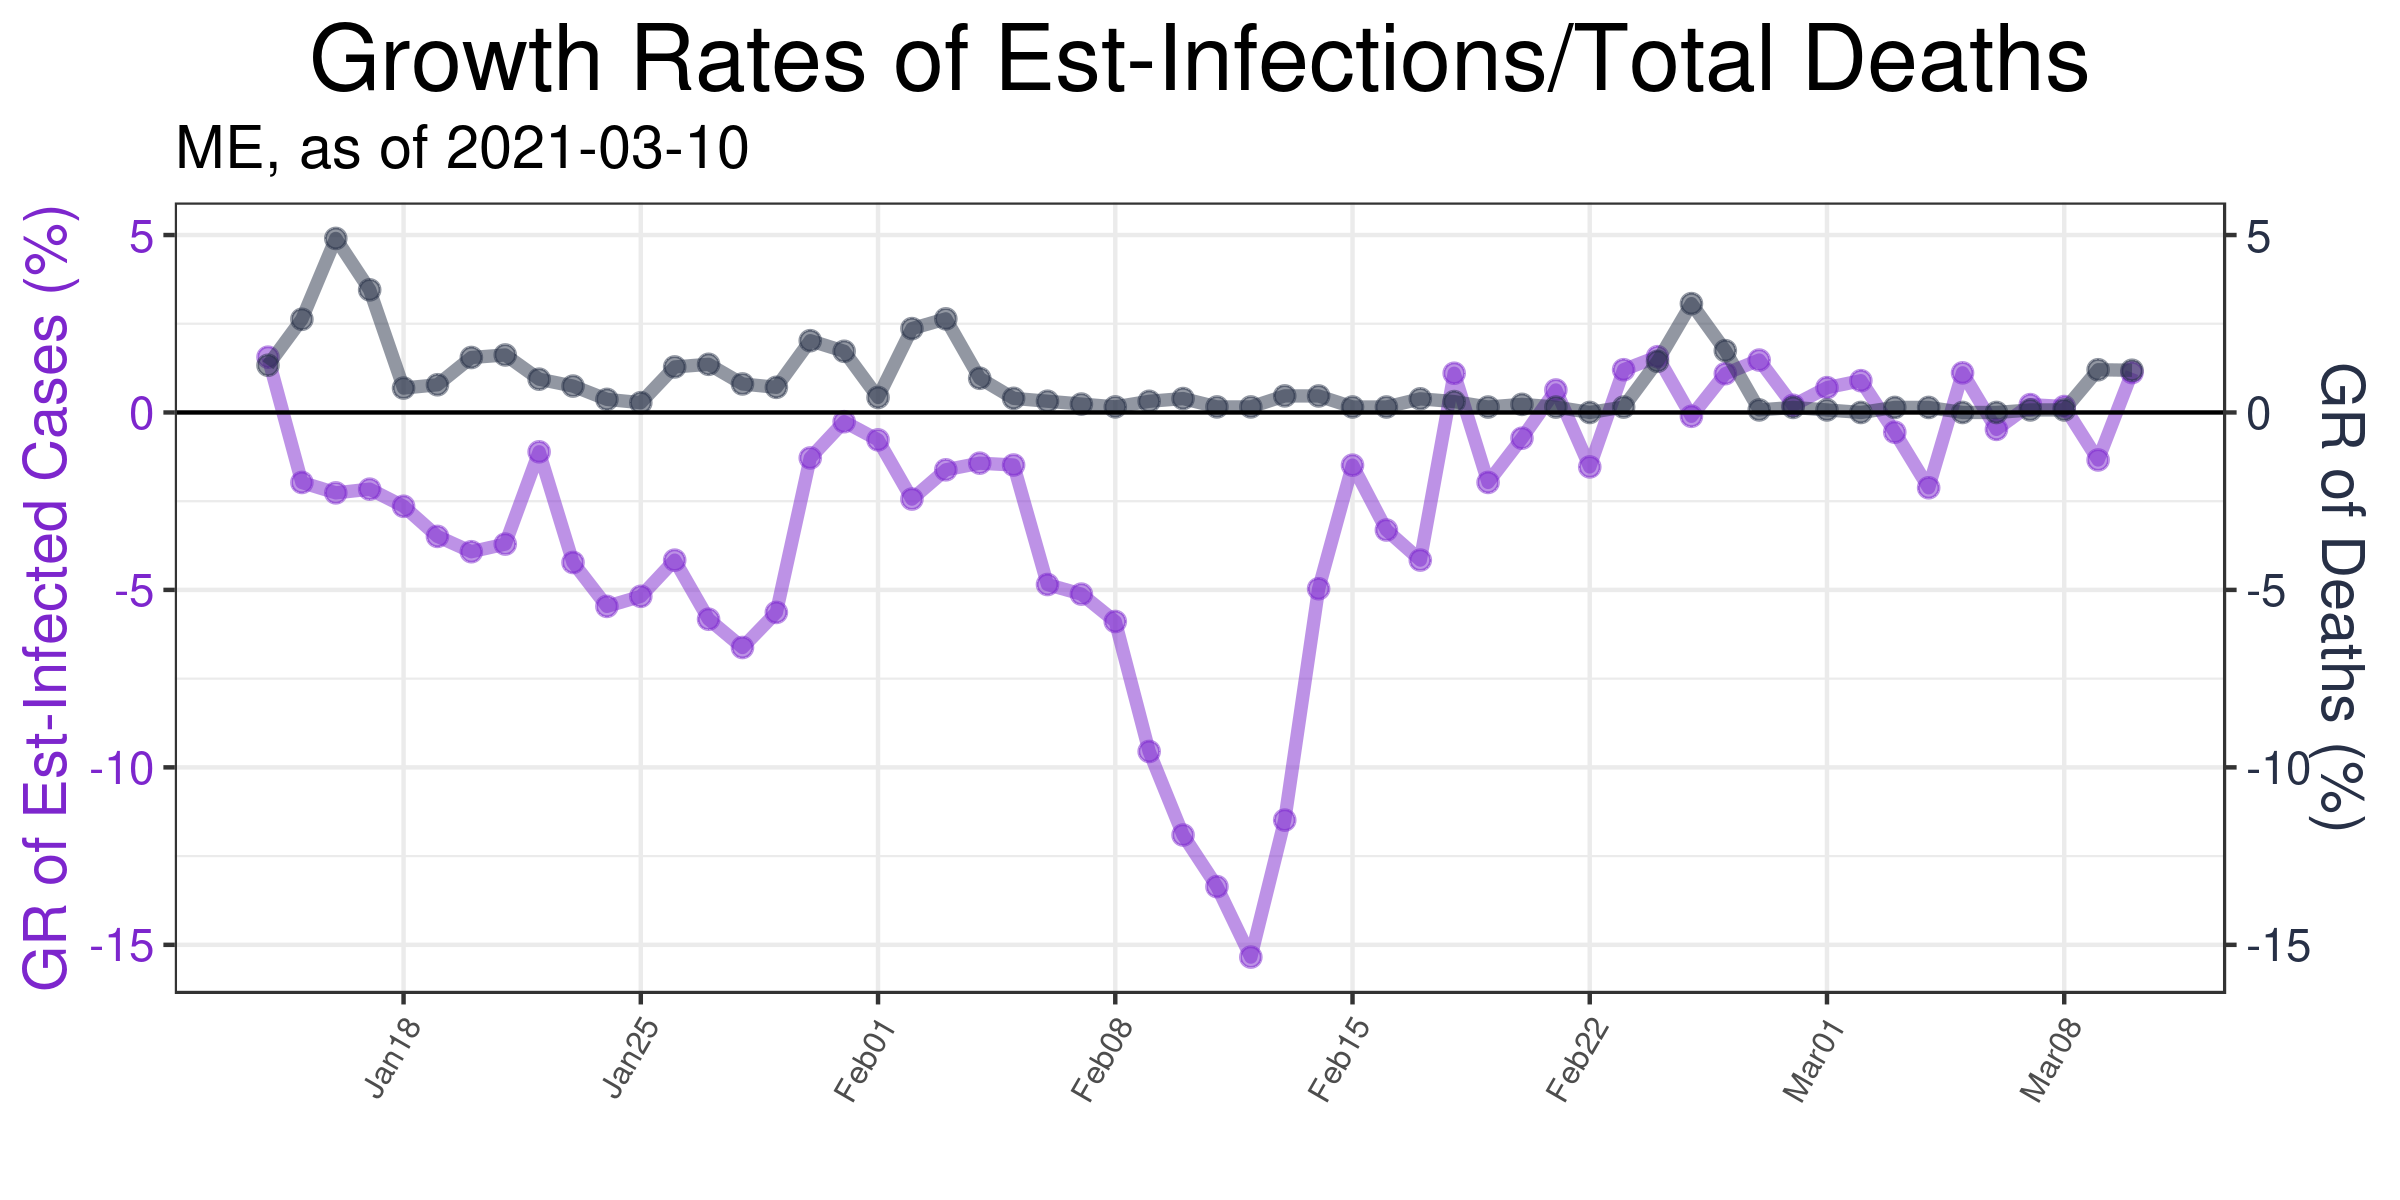 Growth Rates of Est-Infections/Total Deaths
ME, as of 2021-03-10
GR of Est-Infected Cases (%)
5
0
-5
-10
-15
5
0
-5
-10
-15
GR of Deaths (%)
Jan18
Jan25
Feb01
Feb08
Feb15
Feb22
Mar01
Mar08